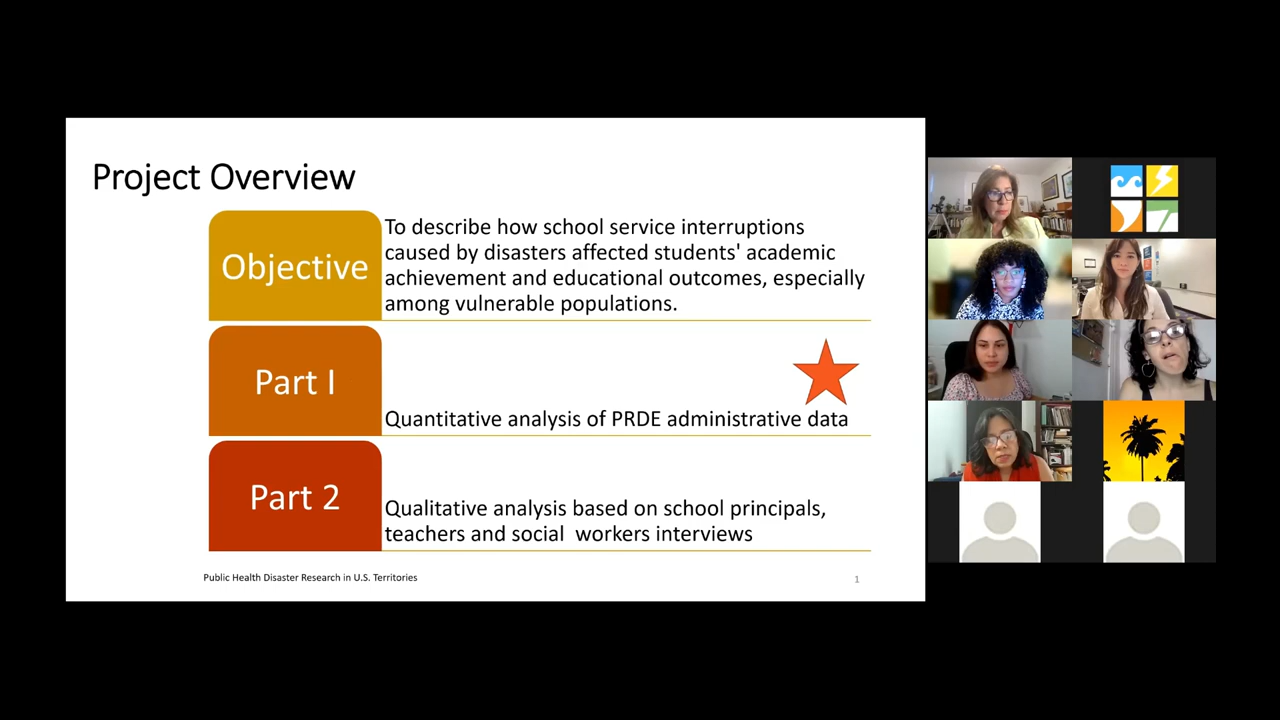 Project Overview
Objective
To describe how school service interruptions
caused by disasters affected students' academic
achievement and educational outcomes, especially
among vulnerable populations.
Part I
Quantitative analysis of PRDE administrative data
Part 2
Qualitative analysis based on school principals,
teachers and social  workers interviews
Public Health Disaster Research in U.S. Territories
1